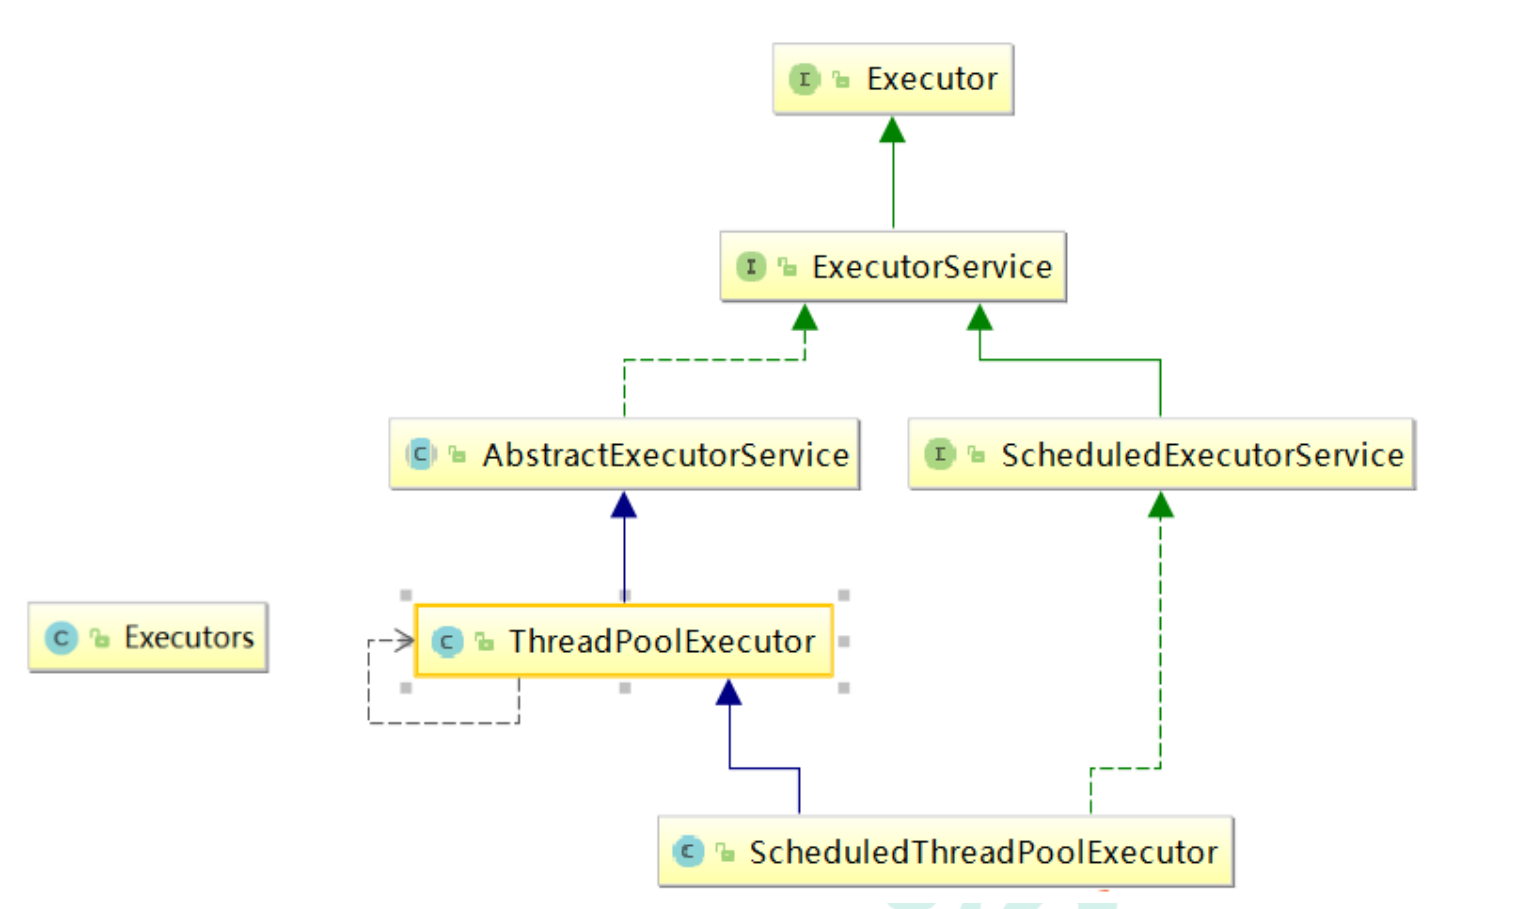 Executor
ExecutorService
AbstractExecutorService
ScheduledExecutorService
Executors
ThreadPoolExecutor
ScheduledThreadPoolExecutor